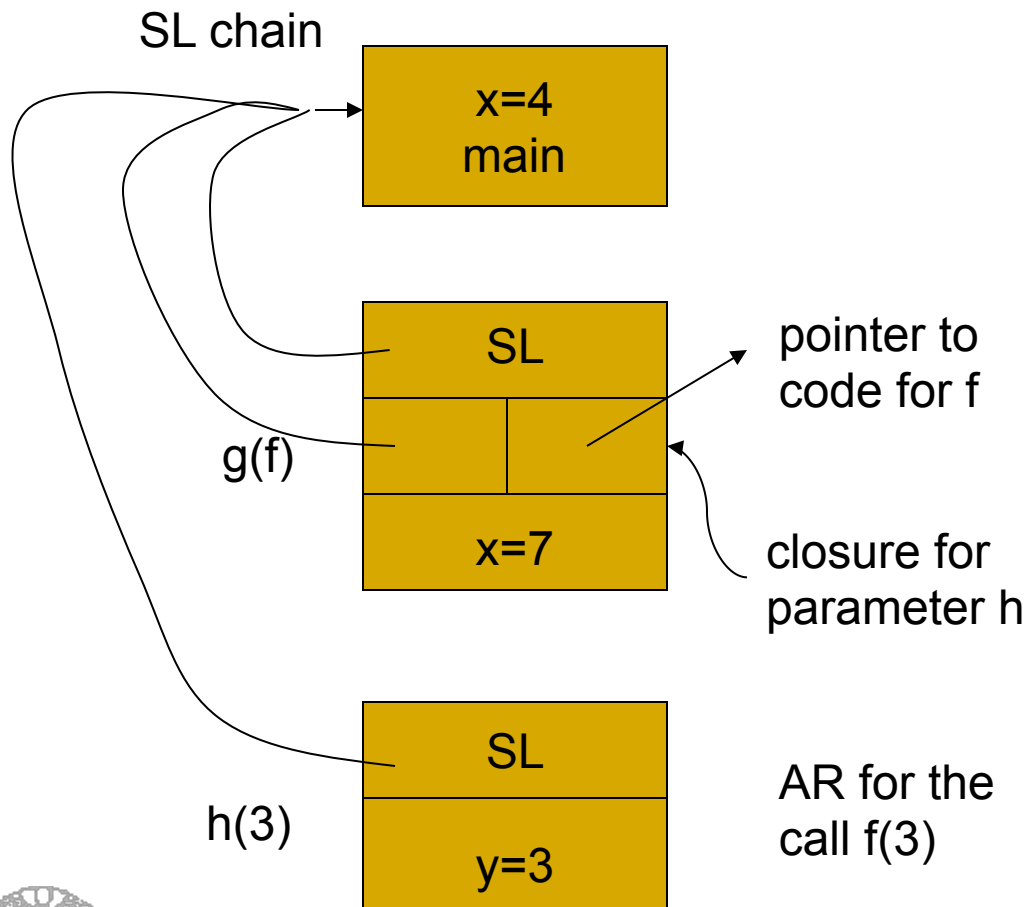 SL chain
x=4
main
SL
pointer to
code for f
g(f)
x=7
closure for
parameter h
SL
h(3)
AR for the
call f(3)
y=3